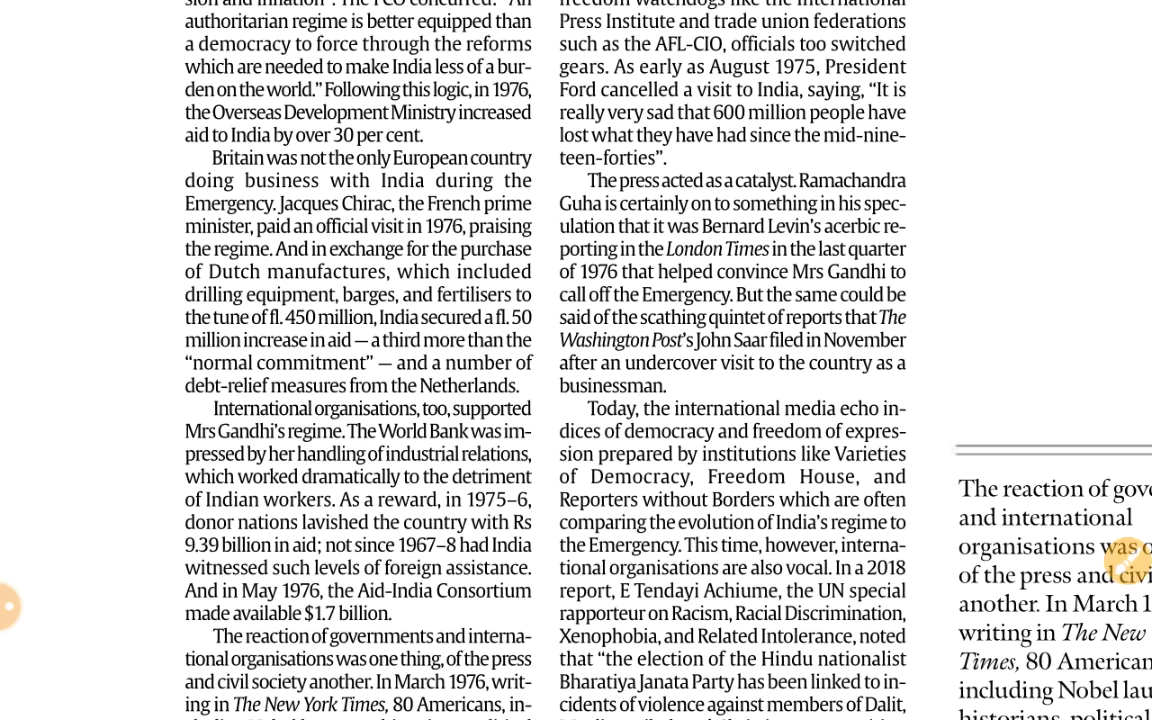 sion and inflation”. The FCO concurred: “An
authoritarian regime is better equipped than
a democracy to force through the reforms
which are needed to make India less of a bur-
den on the world.” Following this logic, in 1976,
the Overseas Development Ministry increased
aid to India by over 30 per cent.
Britain was not the only European country
doing business with India during the
Emergency. Jacques Chirac, the French prime
minister, paid an official visit in 1976, praising
the regime. And in exchange for the purchase
of Dutch manufactures, which included
drilling equipment, barges, and fertilisers to
the tune of fl. 450 million, India secured a fl. 50
million increase in aid — a third more than the
“normal commitment” — and a number of
debt-relief measures from the Netherlands.
International organisations, too, supported
Mrs Gandhi’s regime. The World Bank was im-
pressed by her handling of industrial relations,
which worked dramatically to the detriment
of Indian workers. As a reward, in 1975–6,
donor nations lavished the country with Rs
9.39 billion in aid; not since 1967–8 had India
witnessed such levels of foreign assistance.
And in May 1976, the Aid-India Consortium
made available $1.7 billion.
The reaction of governments and interna-
tional organisations was one thing, of the press
and civil society another. In March 1976, writ-
ing in The New York Times, 80 Americans, in-
freedom watchdogs like the International
Press Institute and trade union federations
such as the AFL-CIO, officials too switched
gears. As early as August 1975, President
Ford cancelled a visit to India, saying, “It is
really very sad that 600 million people have
lost what they have had since the mid-nine-
teen-forties”.
The press acted as a catalyst. Ramachandra
Guha is certainly on to something in his spec-
ulation that it was Bernard Levin’s acerbic re-
porting in the London Times in the last quarter
of 1976 that helped convince Mrs Gandhi to
call off the Emergency. But the same could be
said of the scathing quintet of reports that The
Washington Post’s John Saar filed in November
after an undercover visit to the country as a
businessman.
Today, the international media echo in-
dices of democracy and freedom of expres-
sion prepared by institutions like Varieties
of Democracy, Freedom House, and
Reporters without Borders which are often
comparing the evolution of India’s regime to
the Emergency. This time, however, interna-
tional organisations are also vocal. In a 2018
report, E Tendayi Achiume, the UN special
rapporteur on Racism, Racial Discrimination,
Xenophobia, and Related Intolerance, noted
that “the election of the Hindu nationalist
Bharatiya Janata Party has been linked to in-
cidents of violence against members of Dalit,
The reaction of gove
and international
organisations was o
of the press and civi
another. In March 1
writing in The New
Times, 80 American
including Nobel lau